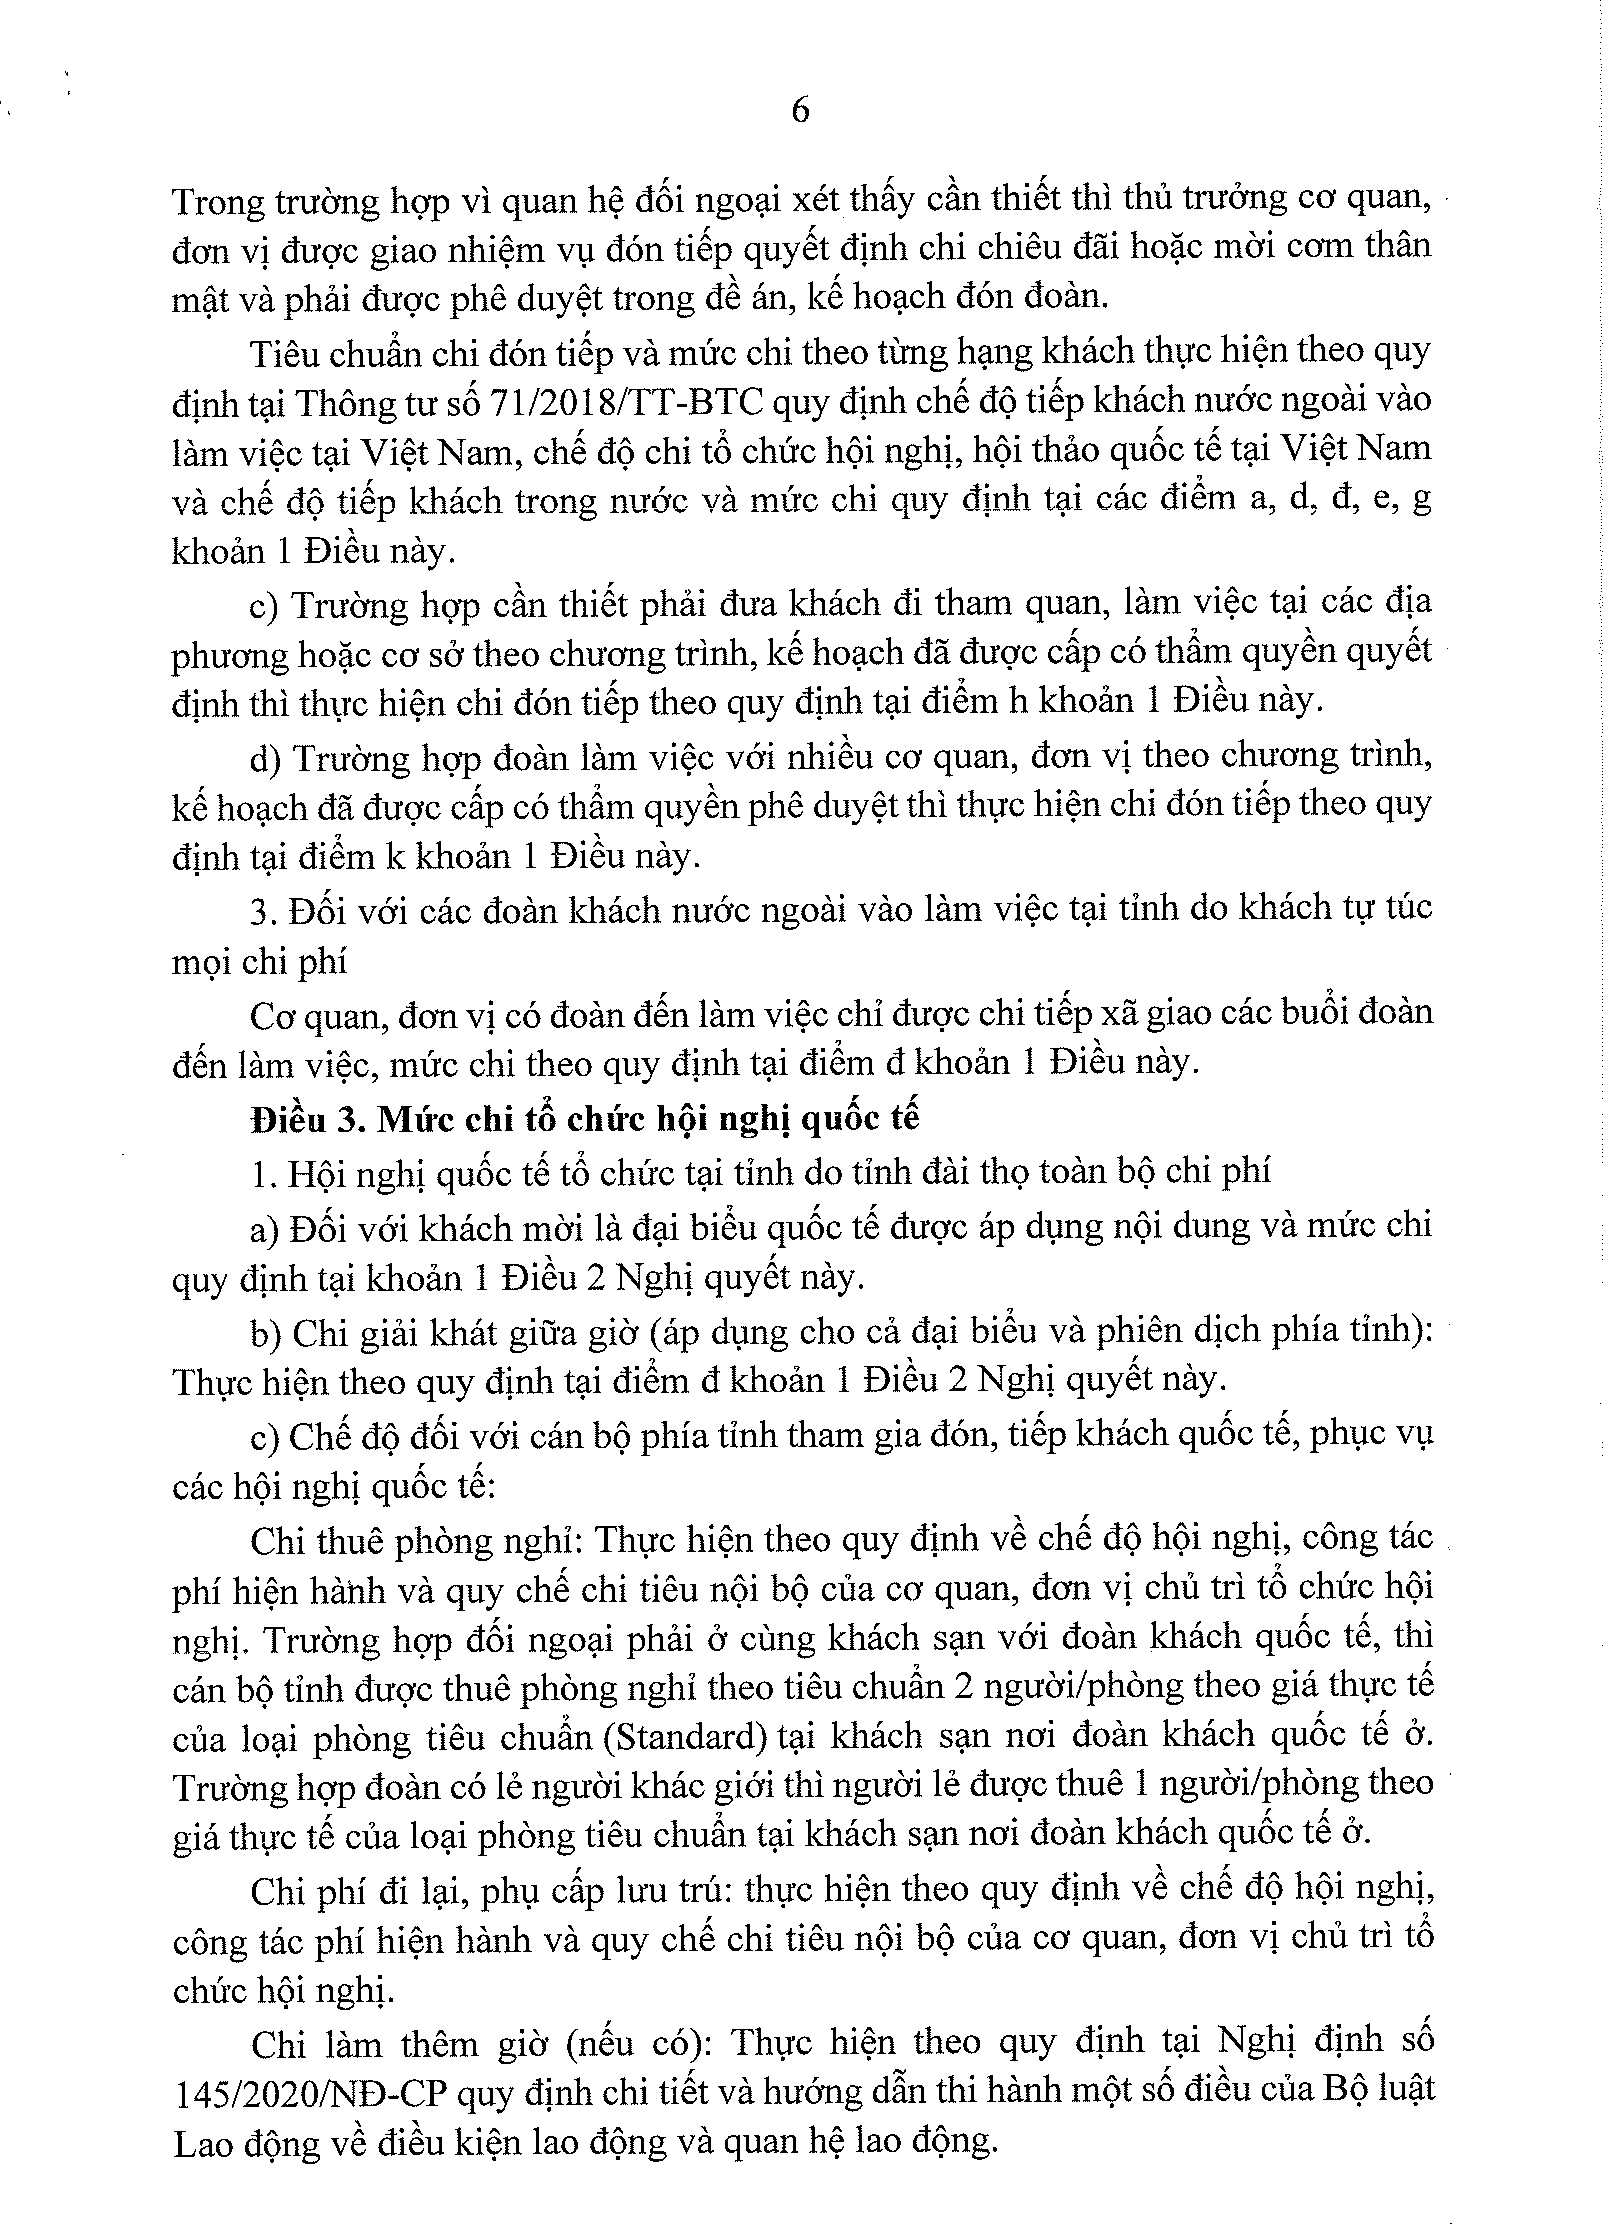 6
Trong trường hợp vì quan hệ đối ngoại xét thấy cần thiết thì thủ trưởng cơ quan,
đơn vị được giao nhiệm vụ đón tiếp quyết định chi chiêu đãi hoặc mời cơm thân
mật và phải được phê duyệt trong đề án, kế hoạch đón đoàn.
Tiêu chuẩn chi đón tiếp và mức chi theo từng hạng khách thực hiện theo quy
định tại Thông tư số 71/2018/TT-BTC quy định chế độ tiếp khách nước ngoài vào
làm việc tại Việt Nam, chế độ chi tổ chức hội nghị, hội thảo quốc tế tại Việt Nam
và chế độ tiếp khách trong nước và mức chi quy định tại các điểm a, d, đ, e, g
khoản 1 Điều này.
c) Trường hợp cần thiết phải đưa khách đi tham quan, làm việc tại các địa
phương hoặc cơ sở theo chương trình, kế hoạch đã được cấp có thẩm quyền quyết
định thì thực hiện chi đón tiếp theo quy định tại điểm h khoản 1 Điều này.
d) Trường hợp đoàn làm việc với nhiều cơ quan, đơn vị theo chương trình,
kế hoạch đã được cấp có thẩm quyền phê duyệt thì thực hiện chi đón tiếp theo quy
định tại điểm k khoản 1 Điều này.
3. Đối với các đoàn khách nước ngoài vào làm việc tại tỉnh do khách tự túc
mọi chi phí
Cơ quan, đơn vị có đoàn đến làm việc chỉ được chi tiếp xã giao các buổi đoàn
đến làm việc, mức chi theo quy định tại điểm đ khoản 1 Điều này.
Điều 3. Mức chi tổ chức hội nghị quốc tế
1. Hội nghị quốc tế tổ chức tại tỉnh do tỉnh đài thọ toàn bộ chi phí
a) Đối với khách mời là đại biểu quốc tế được áp dụng nội dung và mức chi
quy định tại khoản 1 Điều 2 Nghị quyết này.
b) Chi giải khát giữa giờ (áp dụng cho cả đại biểu và phiên dịch phía tỉnh):
Thực hiện theo quy định tại điểm đ khoản 1 Điều 2 Nghị quyết này.
c) Chế độ đối với cán bộ phía tỉnh tham gia đón, tiếp khách quốc tế, phục vụ
các hội nghị quốc tế:
Chi thuê phòng nghỉ: Thực hiện theo quy định về chế độ hội nghị, công tác
phí hiện hành và quy chế chi tiêu nội bộ của cơ quan, đơn vị chủ trì tổ chức hội
nghị. Trường hợp đối ngoại phải ở cùng khách sạn với đoàn khách quốc tế, thì
cán bộ tỉnh được thuê phòng nghỉ theo tiêu chuẩn 2 người/phòng theo giá thực tế
của loại phòng tiêu chuẩn (Standard) tại khách sạn nơi đoàn khách quốc tế ở.
Trường hợp đoàn có lẻ người khác giới thì người lẻ được thuê 1 người/phòng theo
giá thực tế của loại phòng tiêu chuẩn tại khách sạn nơi đoàn khách quốc tế ở.
Chi phí đi lại, phụ cấp lưu trú: thực hiện theo quy định về chế độ hội nghị,
công tác phí hiện hành và quy chế chi tiêu nội bộ của cơ quan, đơn vị chủ trì tổ
chức hội nghị.
Chi làm thêm giờ (nếu có): Thực hiện theo quy định tại Nghị định số
145/2020/NĐ-CP quy định chi tiết và hướng dẫn thi hành một số điều của Bộ luật
Lao động về điều kiện lao động và quan hệ lao động.